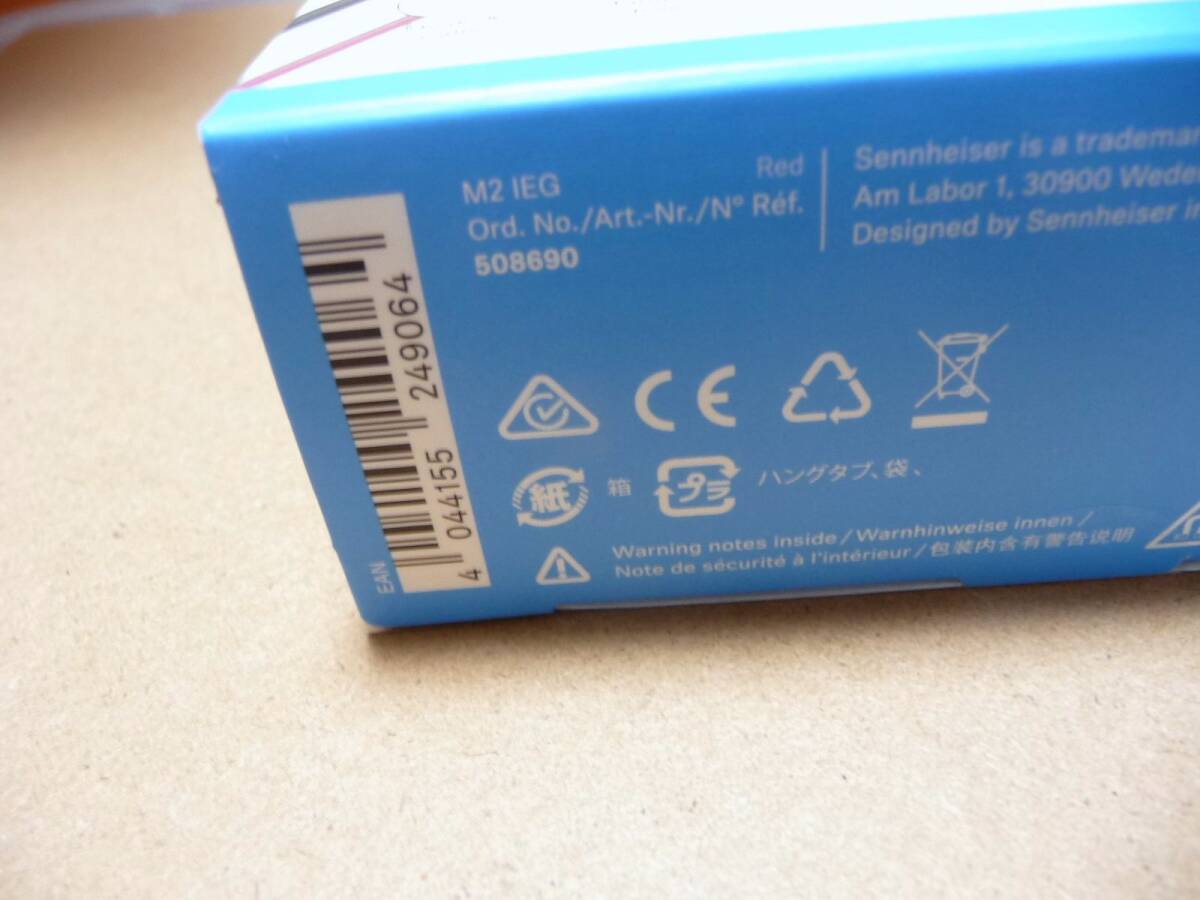 M2 IEG
Red
Ord. No./Art.-Nr./N° Réf.
508690
Sennheiser is a
Am Labor 1, 30900
Designed by Sennheiser
EAN
4 044155 249064
CE
紙
箱
プラ
ハングタブ、袋、
Warning notes inside/Warnhinweise innen/
Note de sécurité à l'intérieur/包装内含有警告说明